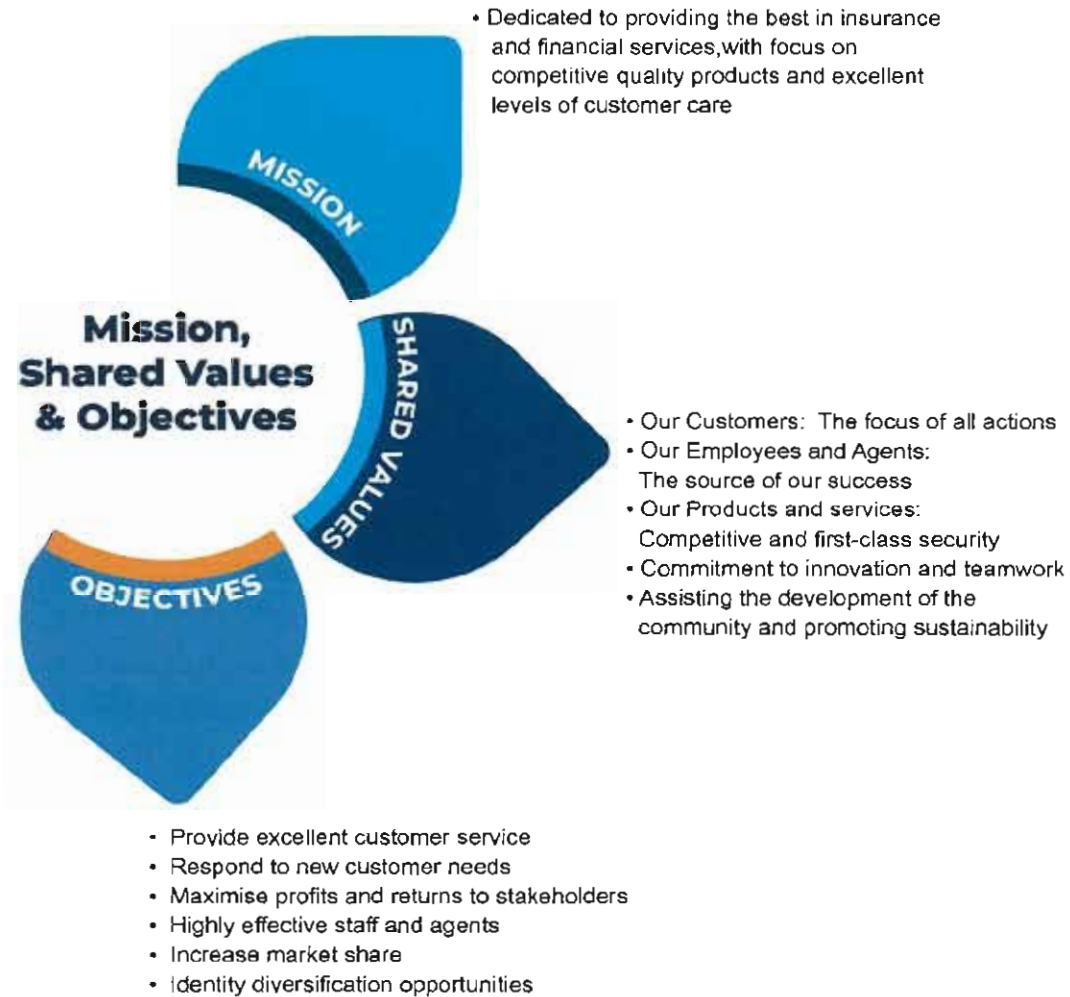 • Dedicated to providing the best in insurance
and financial services,with focus on
competitive quality products and excellent
levels of customer care
MISSION
Mission,
Shared Values
& Objectives
SHARED VALUES
• Our Customers: The focus of all actions
• Our Employees and Agents:
The source of our success
• Our Products and services:
Competitive and first-class security
• Commitment to innovation and teamwork
• Assisting the development of the
community and promoting sustainability
OBJECTIVES
• Provide excellent customer service
• Respond to new customer needs
• Maximise profits and returns to stakeholders
• Highly effective staff and agents
• Increase market share
• Identity diversification opportunities